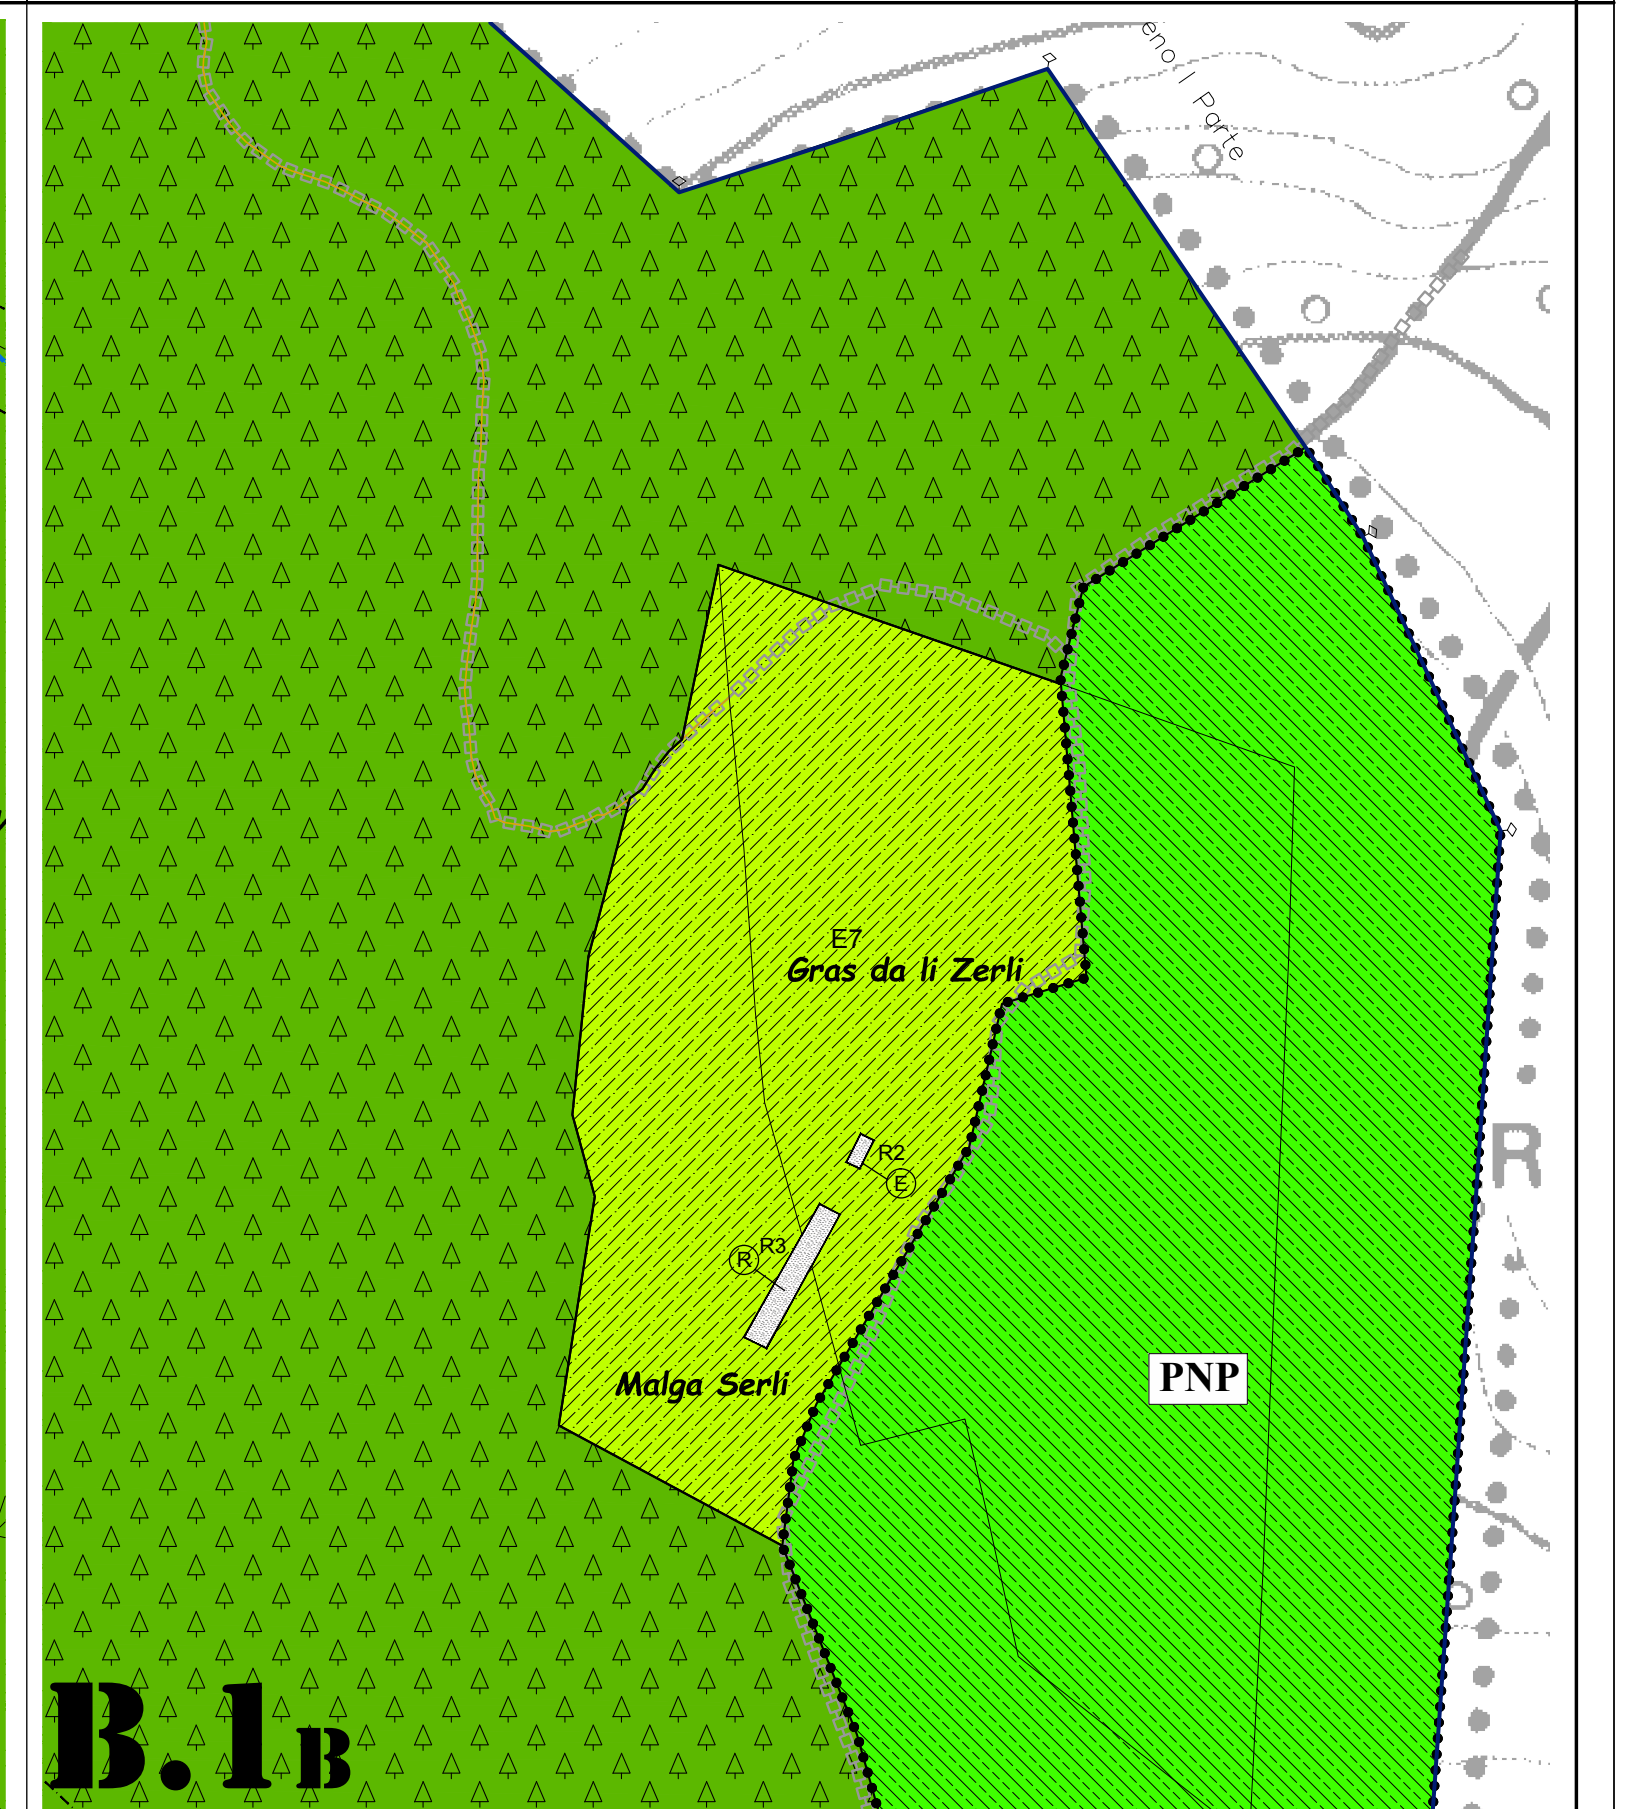 eno I Parte
E7
Gras da li Zerli
R2
E
R
R3
R
Malga Serli
PNP
B.1B